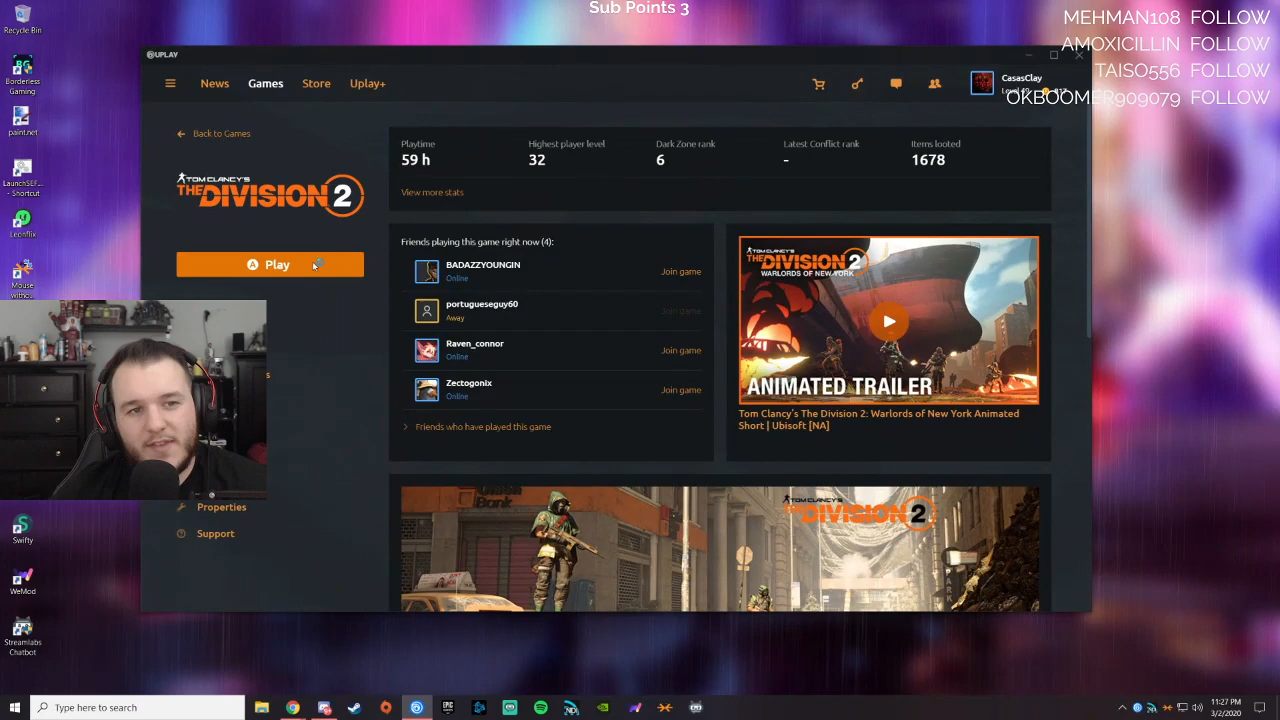 Sub Points 3
MEHMAN108 FOLLOW
AMOXICILLIN FOLLOW
TAISO556 FOLLOW
OKBOOMER909079 FOLLOW
Recycle Bin
Borderless
Gaming
paint.net
LaunchSEF...
- Shortcut
Leonflix
Mouse
without
Swifty
WeMod
Streamlabs
Chatbot
UPLAY
News
Games
Store
Uplay+
CasasClay
Back to Games
TOM CLANCY'S
THE DIVISION 2
A Play
Properties
Support
Playtime
59 h
Highest player level
32
Dark Zone rank
6
Latest Conflict rank
-
Items looted
1678
View more stats
Friends playing this game right now (4):
BADAZZYOUNGIN
Online
Join game
portugueseguy60
Away
Join game
Raven_connor
Online
Join game
Zectogonix
Online
Join game
Friends who have played this game
TOM CLANCY'S
THE DIVISION 2
WARLORDS OF NEW YORK
ANIMATED TRAILER
Tom Clancy's The Division 2: Warlords of New York Animated
Short | Ubisoft [NA]
TOM CLANCY'S
THE DIVISION 2
Type here to search
EPIC
11:27 PM
3/2/2020